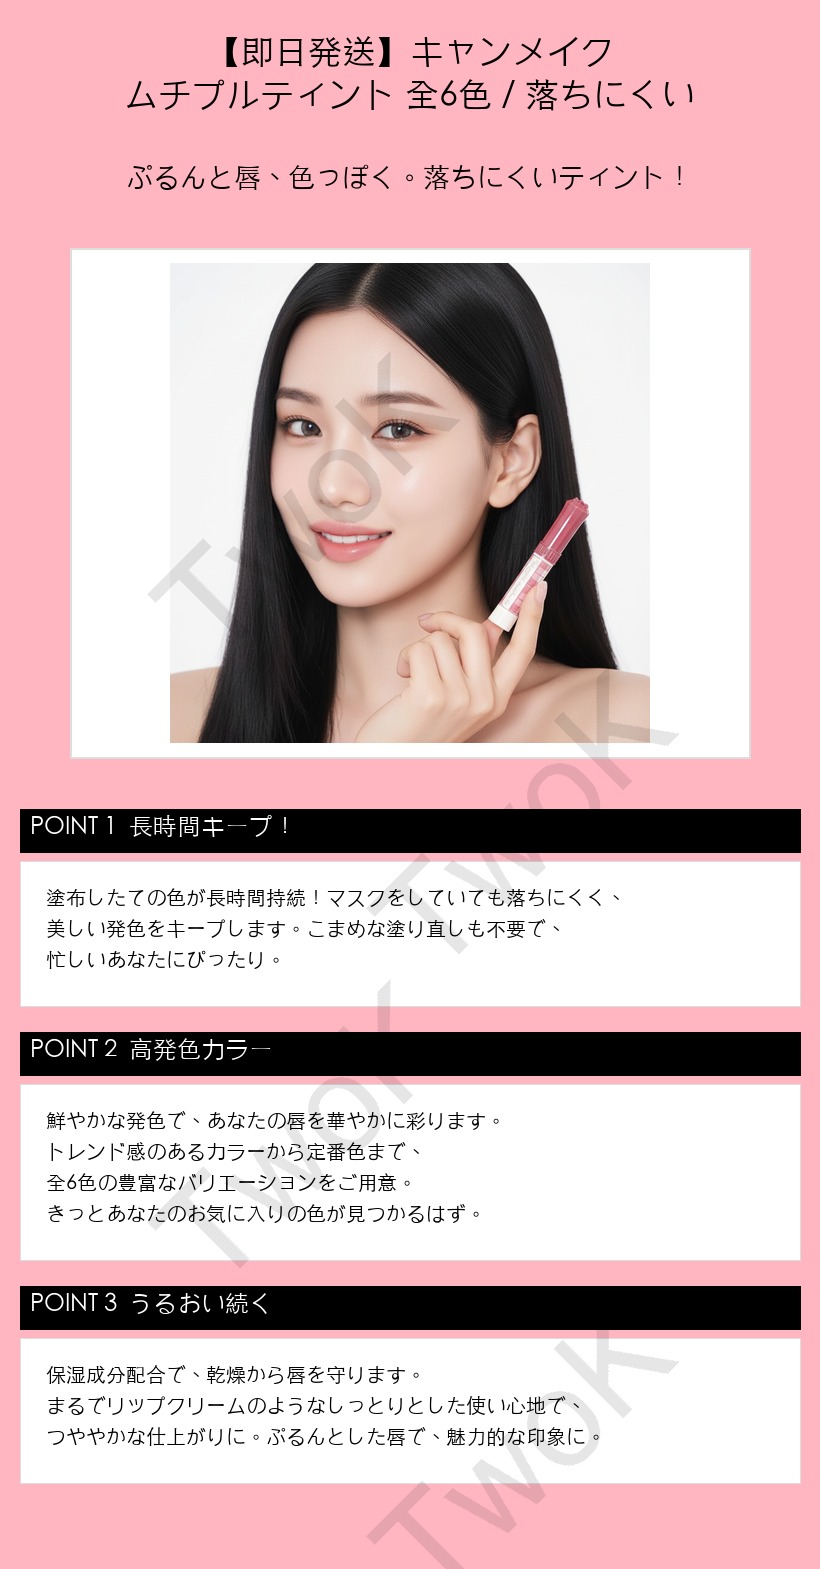 【即日発送】キャンメイク
ムチプルティント 全6色 / 落ちにくい
ぷるんと唇、色っぽく。落ちにくいティント！
POINT 1 長時間キープ！
塗布したての色が長時間持続！マスクをしていても落ちにくく、
美しい発色をキープします。こまめな塗り直しも不要で、
忙しいあなたにぴったり。
POINT 2 高発色カラー
鮮やかな発色で、あなたの唇を華やかに彩ります。
トレンド感のあるカラーから定番色まで、
全6色の豊富なバリエーションをご用意。
きっとあなたのお気に入りの色が見つかるはず。
POINT 3 うるおい続く
保湿成分配合で、乾燥から唇を守ります。
まるでリップクリームのようなしっとりとした使い心地で、
つややかな仕上がりに。ぷるんとした唇で、魅力的な印象に。
TwoK
TwoK
TwoK
TwoK